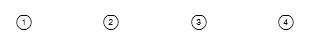 ① ② ③ ④